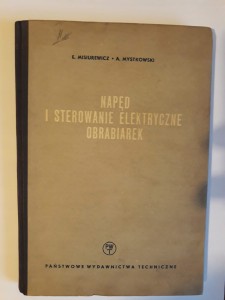 E. MISIUREWICZ • A. MYSTKOWSKI
NAPĘD
I STEROWANIE ELEKTRYCZNE
OBRABIAREK
PAŃSTWOWE WYDAWNICTWA TECHNICZNE